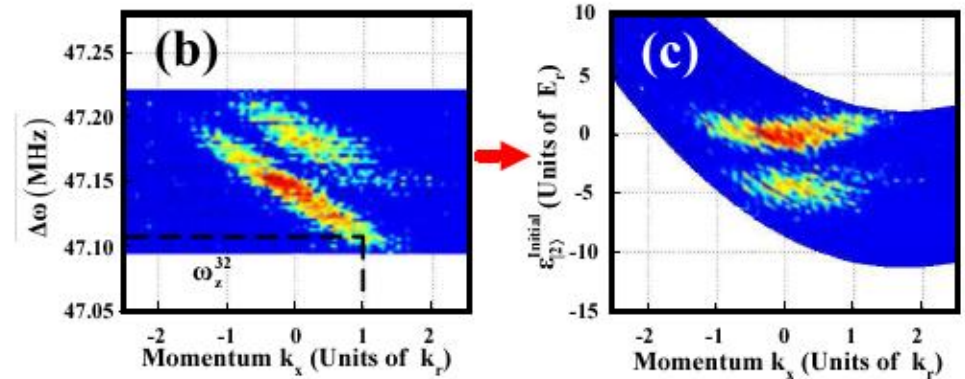 (b)
47.25
47.20
47.15
47.10
47.05
Δω (MHz)
ω_z^32
-2 -1 0 1 2
Momentum k_x (Units of k_r)
(c)
10
5
0
-5
-10
-15
ε_|2⟩^Initial (Units of E_r)
-2 -1 0 1 2
Momentum k_x (Units of k_r)